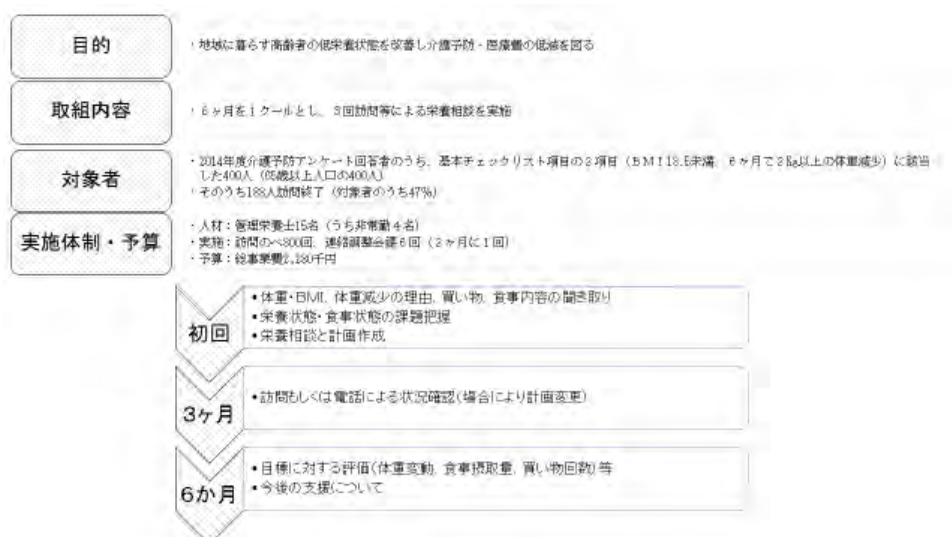 目的
・地域に暮らす高齢者の低栄養状態を改善し介護予防・医療費の低減を図る
取組内容
・6ヶ月を1クールとし、3回訪問等による栄養相談を実施
対象者
・2014年度介護予防アンケート回答者のうち、基本チェックリスト項目の2項目(BMI18.5未満、6ヶ月で2Kg以上の体重減少)に該当
した400人(65歳以上人口の400人)
・そのうち188人訪問終了(対象者のうち47%)
実施体制・予算
・人材:管理栄養士15名(うち非常勤4名)
・実施:訪問のべ800回、連絡調整会議6回(2ヶ月に1回)
・予算:総事業費2,280千円
初回
•体重・BMI、体重減少の理由、買い物、食事内容の聞き取り
•栄養状態・食事状態の課題把握
•栄養相談と計画作成
3ヶ月
•訪問もしくは電話による状況確認(場合により計画変更)
6か月
•目標に対する評価(体重変動、食事摂取量、買い物回数)等
•今後の支援について